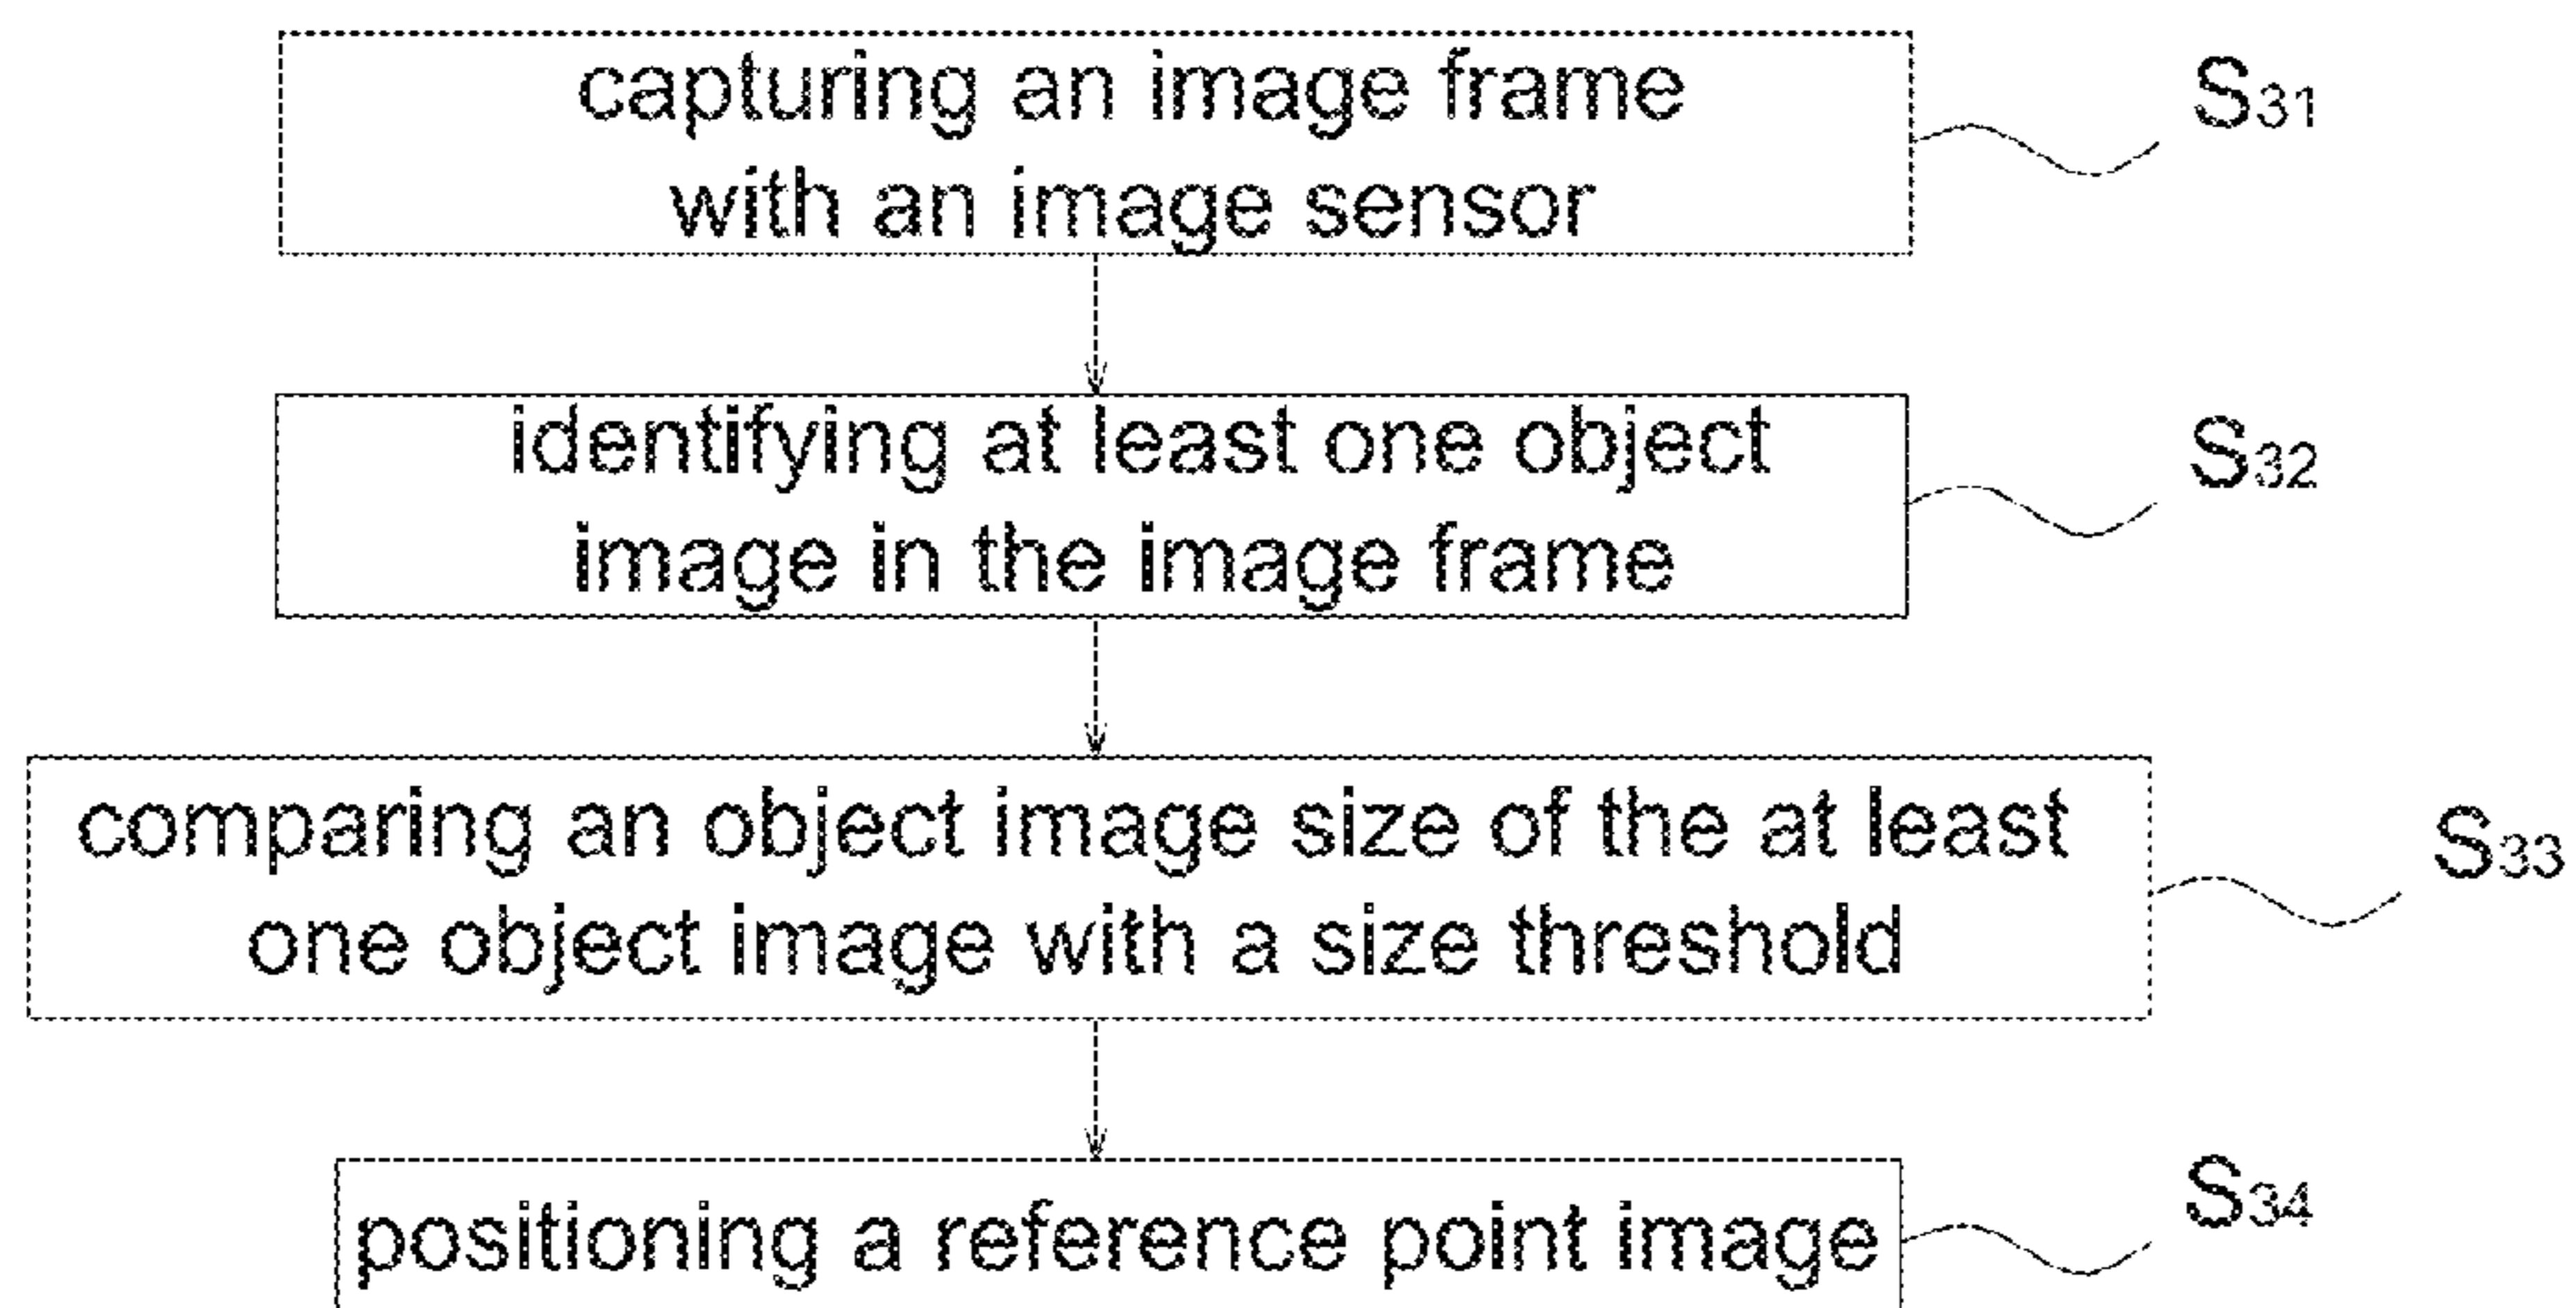 capturing an image frame
with an image sensor
S31
identifying at least one object
image in the image frame
S32
comparing an object image size of the at least
one object image with a size threshold
S33
positioning a reference point image
S34